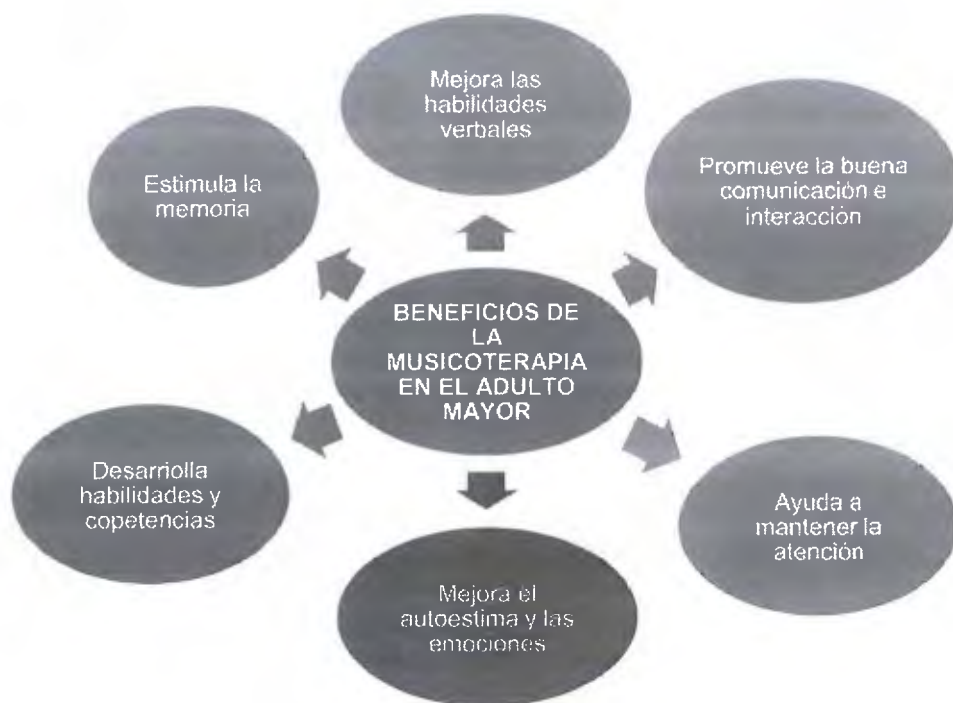 Mejora las
habilidades
verbales
Estimula la
memoria
Promueve la buena
comunicación e
interacción
BENEFICIOS DE
LA
MUSICOTERAPIA
EN EL ADULTO
MAYOR
Desarriolla
habilidades y
copetencias
Ayuda a
mantener la
atención
Mejora el
autoestima y las
emociones